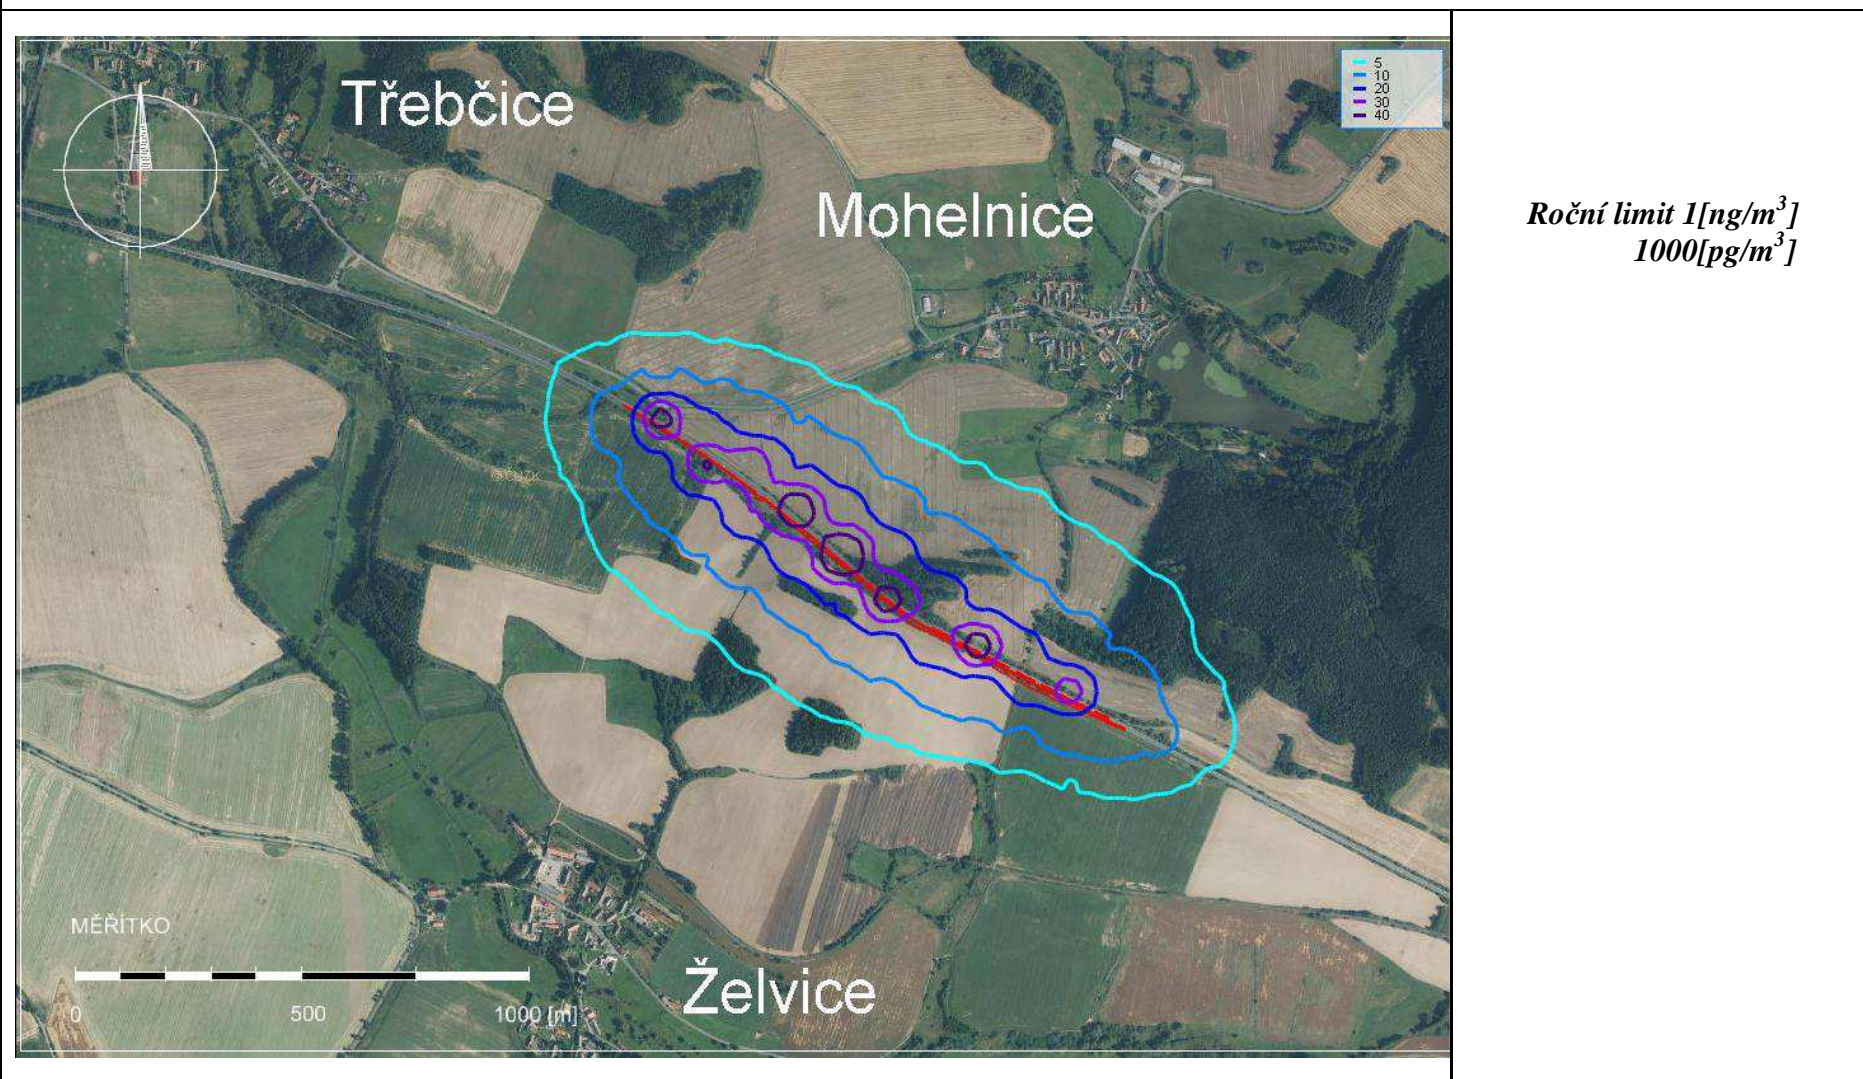 Třebčice
Mohelnice
5
10
20
30
40
Roční limit 1[ng/m³]
1000[pg/m³]
©ČÚZK
MĚŘÍTKO
0 500 1000 [m]
Želvice